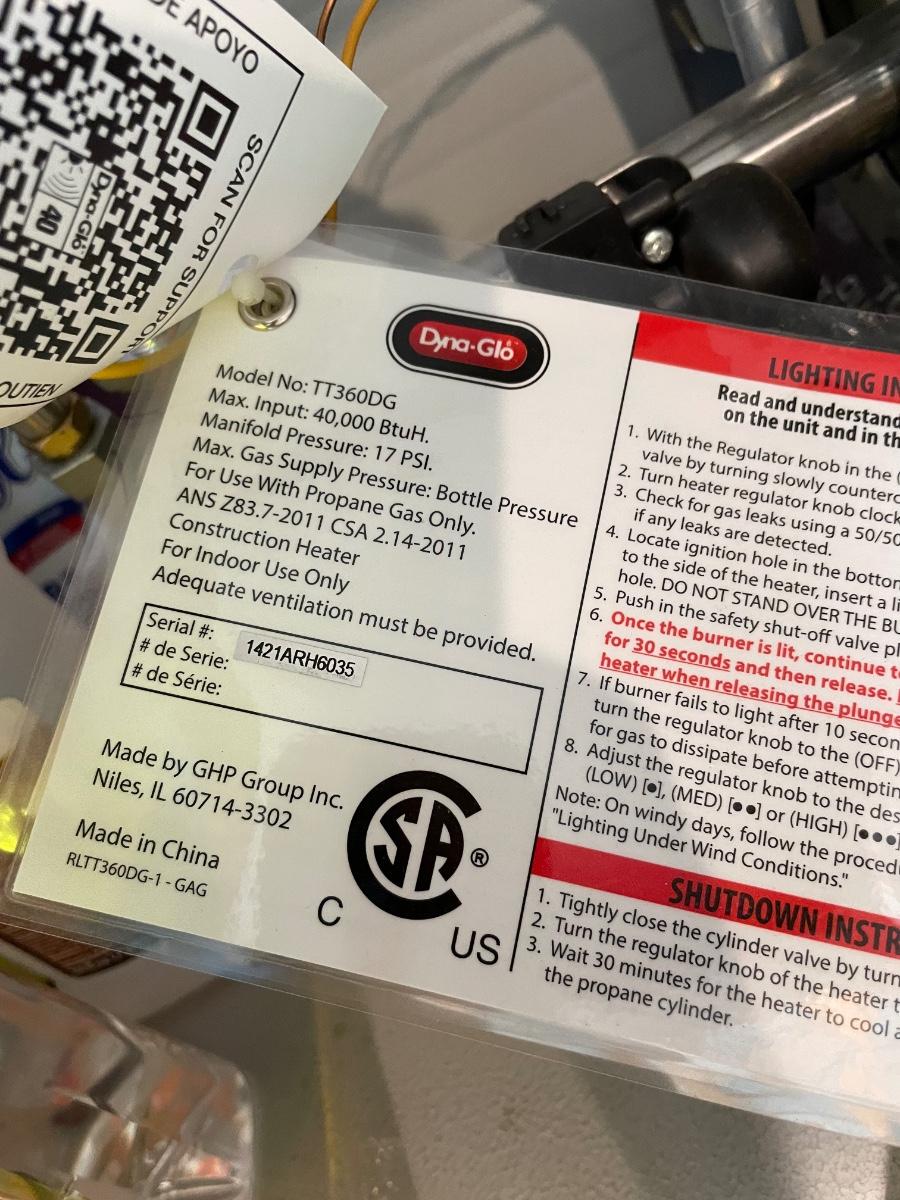 DE APOYO
SCAN FOR SUPPORT
Dyna-Glo
40
OUTIEN
Dyna-Glo
Model No: TT360DG
Max. Input: 40,000 BtuH.
Manifold Pressure: 17 PSI.
Max. Gas Supply Pressure: Bottle Pressure
For Use With Propane Gas Only.
ANS Z83.7-2011 CSA 2.14-2011
Construction Heater
For Indoor Use Only
Adequate ventilation must be provided.
Serial #:
# de Serie: 1421ARH6035
# de Série:
Made by GHP Group Inc.
Niles, IL 60714-3302
Made in China
RLTT360DG-1 - GAG
SA ®
C US
LIGHTING IN
Read and understand
on the unit and in th
1. With the Regulator knob in the (
valve by turning slowly counterc
2. Turn heater regulator knob clock
3. Check for gas leaks using a 50/50
if any leaks are detected.
4. Locate ignition hole in the bottom
to the side of the heater, insert a li
hole. DO NOT STAND OVER THE BU
5. Push in the safety shut-off valve pl
6. Once the burner is lit, continue to
for 30 seconds and then release.
heater when releasing the plunge
7. If burner fails to light after 10 secon
turn the regulator knob to the (OFF)
for gas to dissipate before attemptin
8. Adjust the regulator knob to the des
(LOW) [●], (MED) [●●] or (HIGH) [●●●]
Note: On windy days, follow the proced
"Lighting Under Wind Conditions."
SHUTDOWN INSTR
1. Tightly close the cylinder valve by turn
2. Turn the regulator knob of the heater t
3. Wait 30 minutes for the heater to cool a
the propane cylinder.